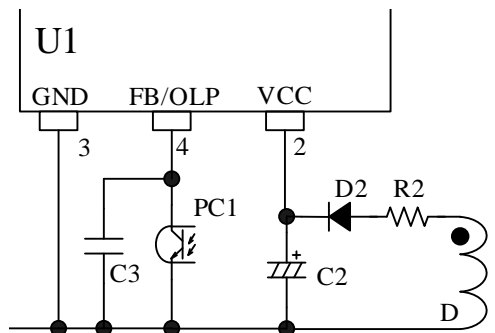 U1
GND FB/OLP VCC
3 4 2
D2 R2
PC1
+
C3 C2
D